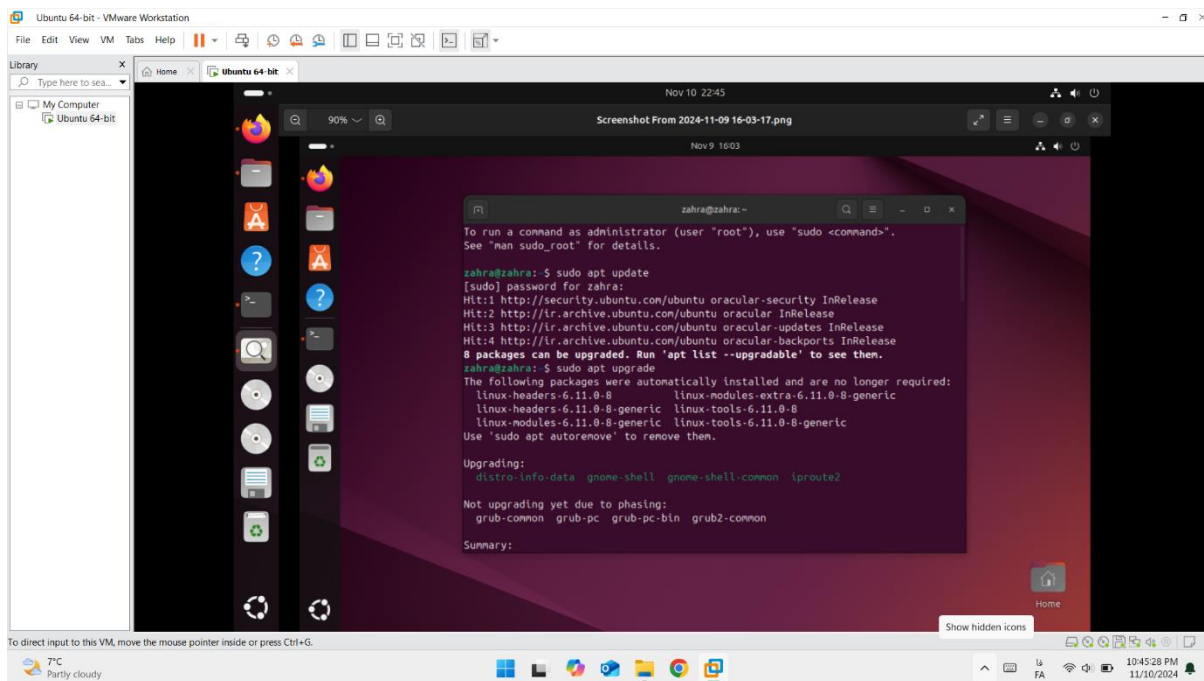 Ubuntu 64-bit - VMware Workstation
File Edit View VM Tabs Help
Library X
Type here to sea...
My Computer
Ubuntu 64-bit
Home
Ubuntu 64-bit
Nov 10 22:45
90%
Screenshot From 2024-11-09 16-03-17.png
Nov 9 16:03
zahra@zahra: ~
To run a command as administrator (user "root"), use "sudo <command>".
See "man sudo_root" for details.
zahra@zahra:~$ sudo apt update
[sudo] password for zahra:
Hit:1 http://security.ubuntu.com/ubuntu oracular-security InRelease
Hit:2 http://ir.archive.ubuntu.com/ubuntu oracular InRelease
Hit:3 http://ir.archive.ubuntu.com/ubuntu oracular-updates InRelease
Hit:4 http://ir.archive.ubuntu.com/ubuntu oracular-backports InRelease
8 packages can be upgraded. Run 'apt list --upgradable' to see them.
zahra@zahra:~$ sudo apt upgrade
The following packages were automatically installed and are no longer required:
linux-headers-6.11.0-8 linux-modules-extra-6.11.0-8-generic
linux-headers-6.11.0-8-generic linux-tools-6.11.0-8
linux-modules-6.11.0-8-generic linux-tools-6.11.0-8-generic
Use 'sudo apt autoremove' to remove them.
Upgrading:
distro-info-data gnome-shell gnome-shell-common iproute2
Not upgrading yet due to phasing:
grub-common grub-pc grub-pc-bin grub2-common
Summary:
Home
Show hidden icons
To direct input to this VM, move the mouse pointer inside or press Ctrl+G.
7°C
Partly cloudy
فا
FA
10:45:28 PM
11/10/2024